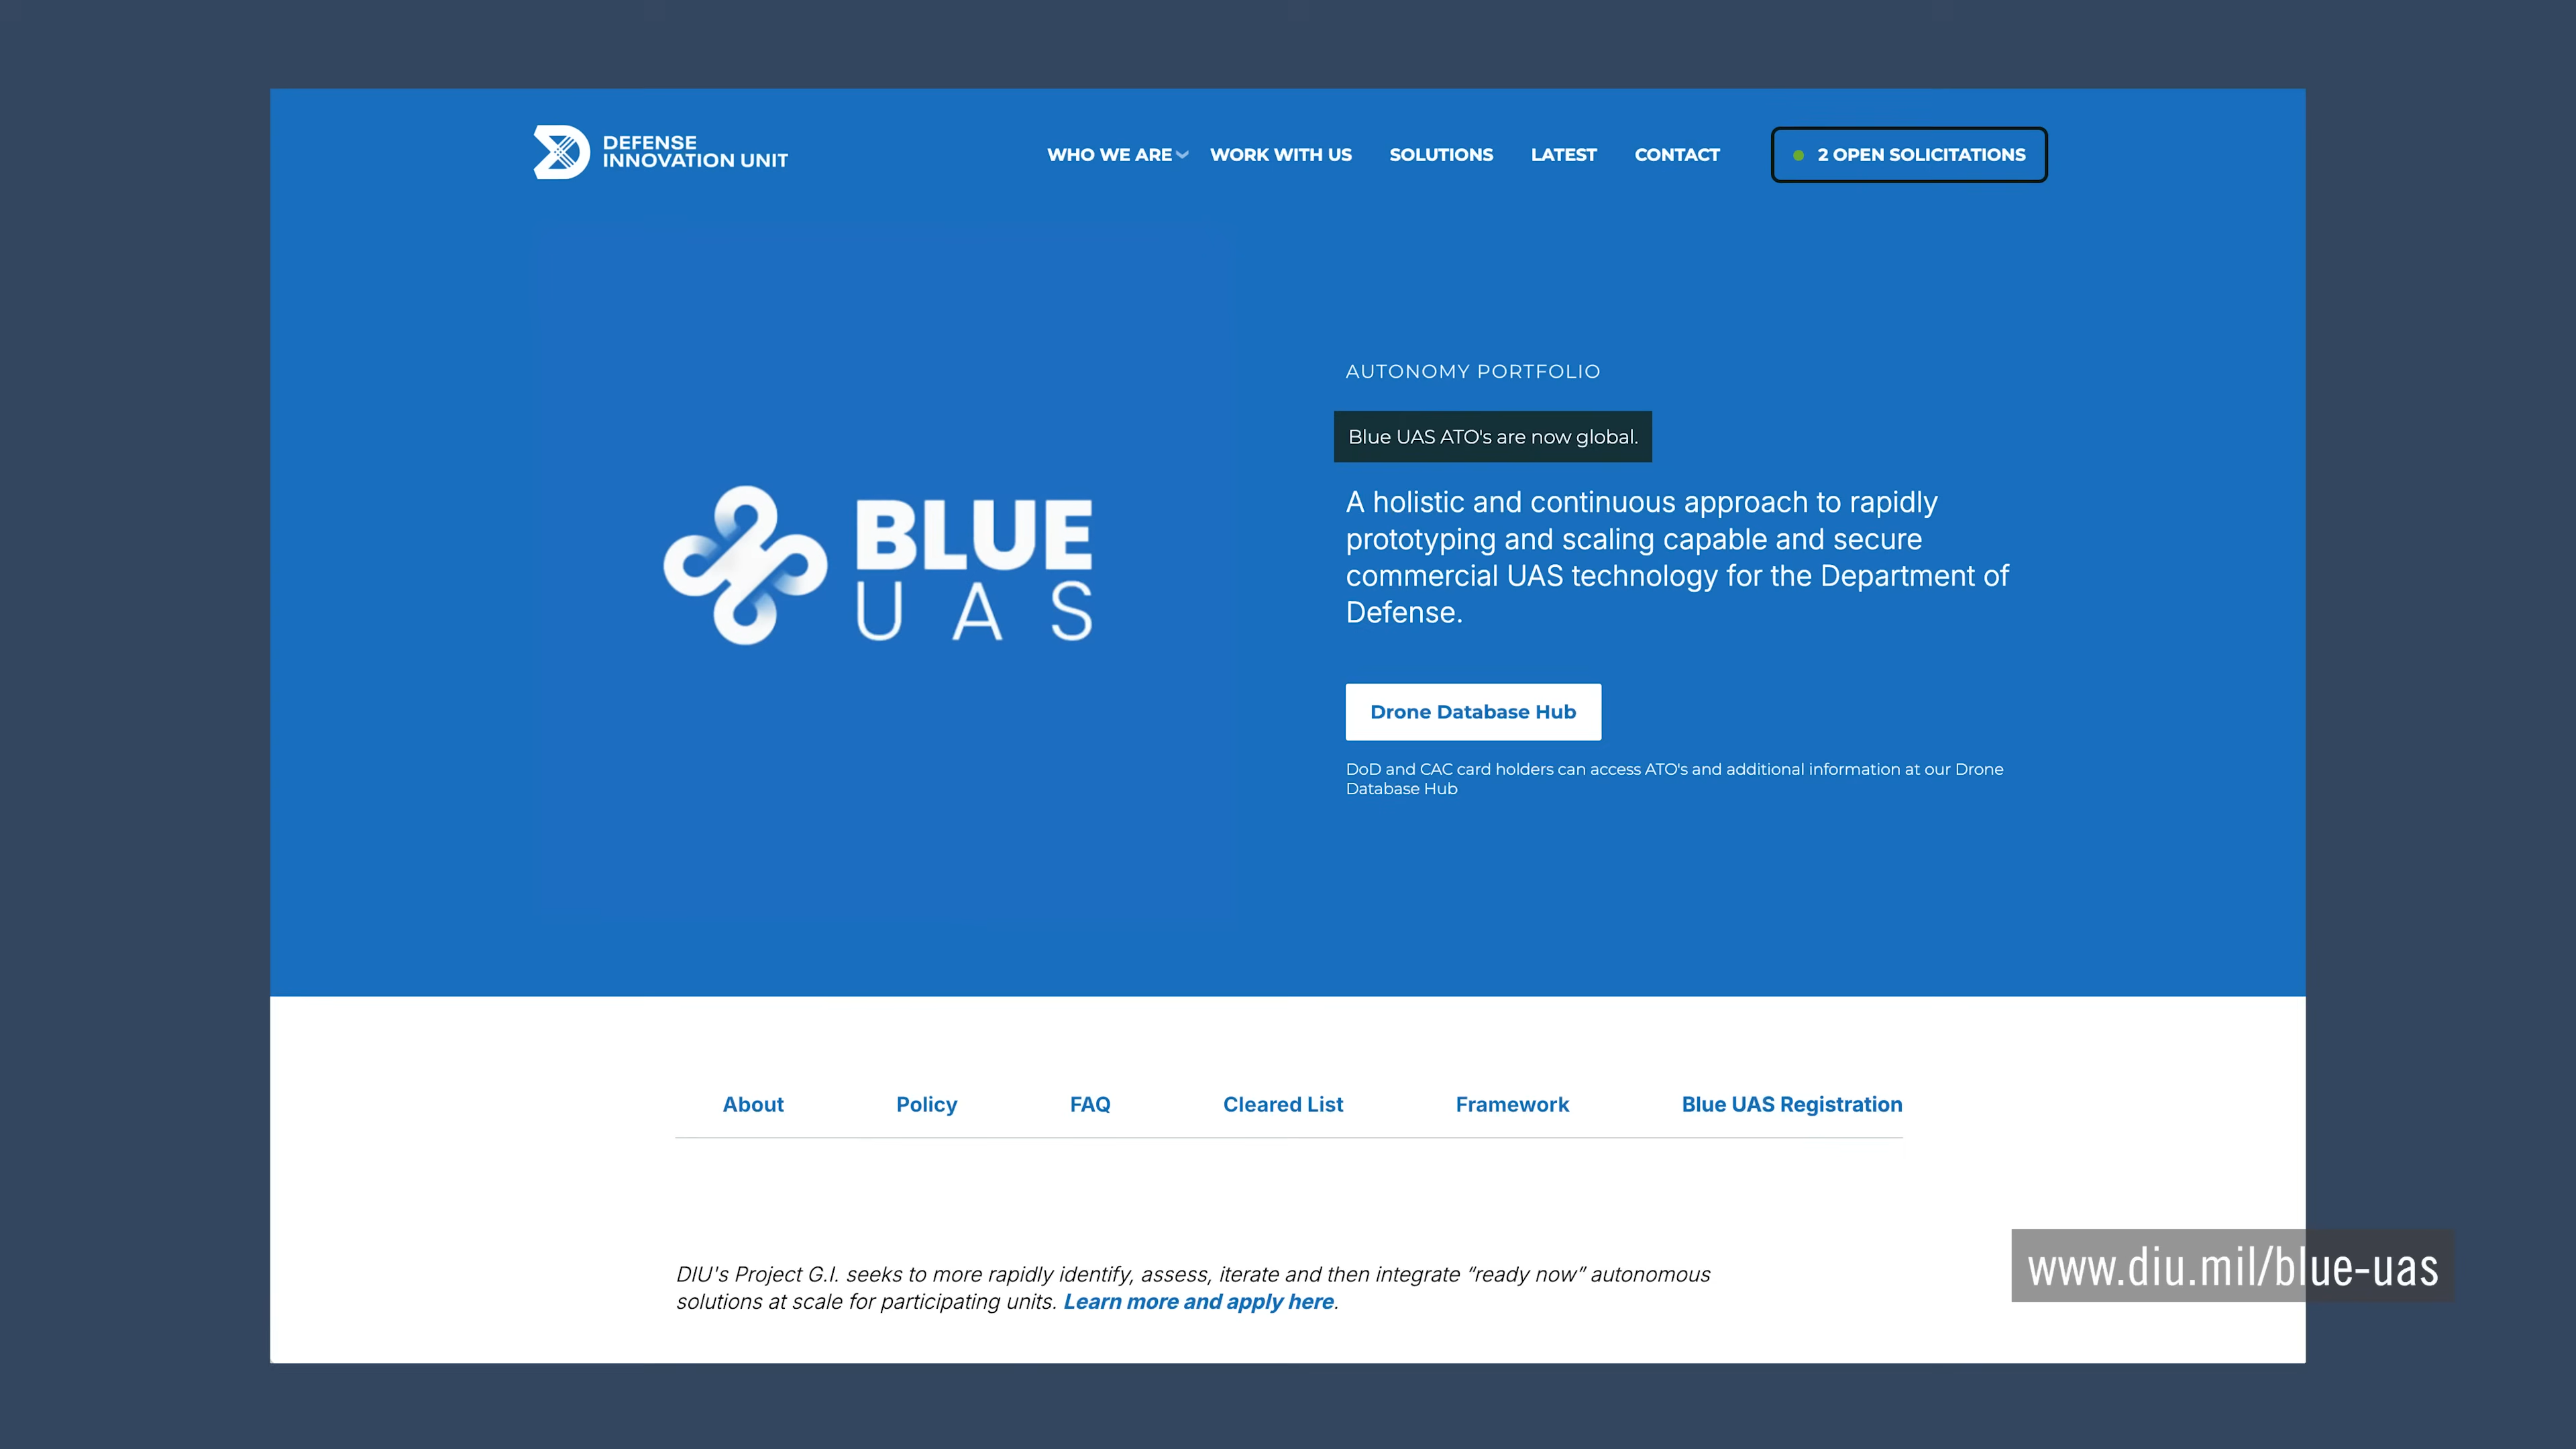 DEFENSE
INNOVATION UNIT
WHO WE ARE
WORK WITH US
SOLUTIONS
LATEST
CONTACT
2 OPEN SOLICITATIONS
BLUE
UAS
AUTONOMY PORTFOLIO
Blue UAS ATO's are now global.
A holistic and continuous approach to rapidly
prototyping and scaling capable and secure
commercial UAS technology for the Department of
Defense.
Drone Database Hub
DoD and CAC card holders can access ATO's and additional information at our Drone
Database Hub
About
Policy
FAQ
Cleared List
Framework
Blue UAS Registration
DIU's Project G.I. seeks to more rapidly identify, assess, iterate and then integrate “ready now” autonomous
solutions at scale for participating units. Learn more and apply here.
www.diu.mil/blue-uas